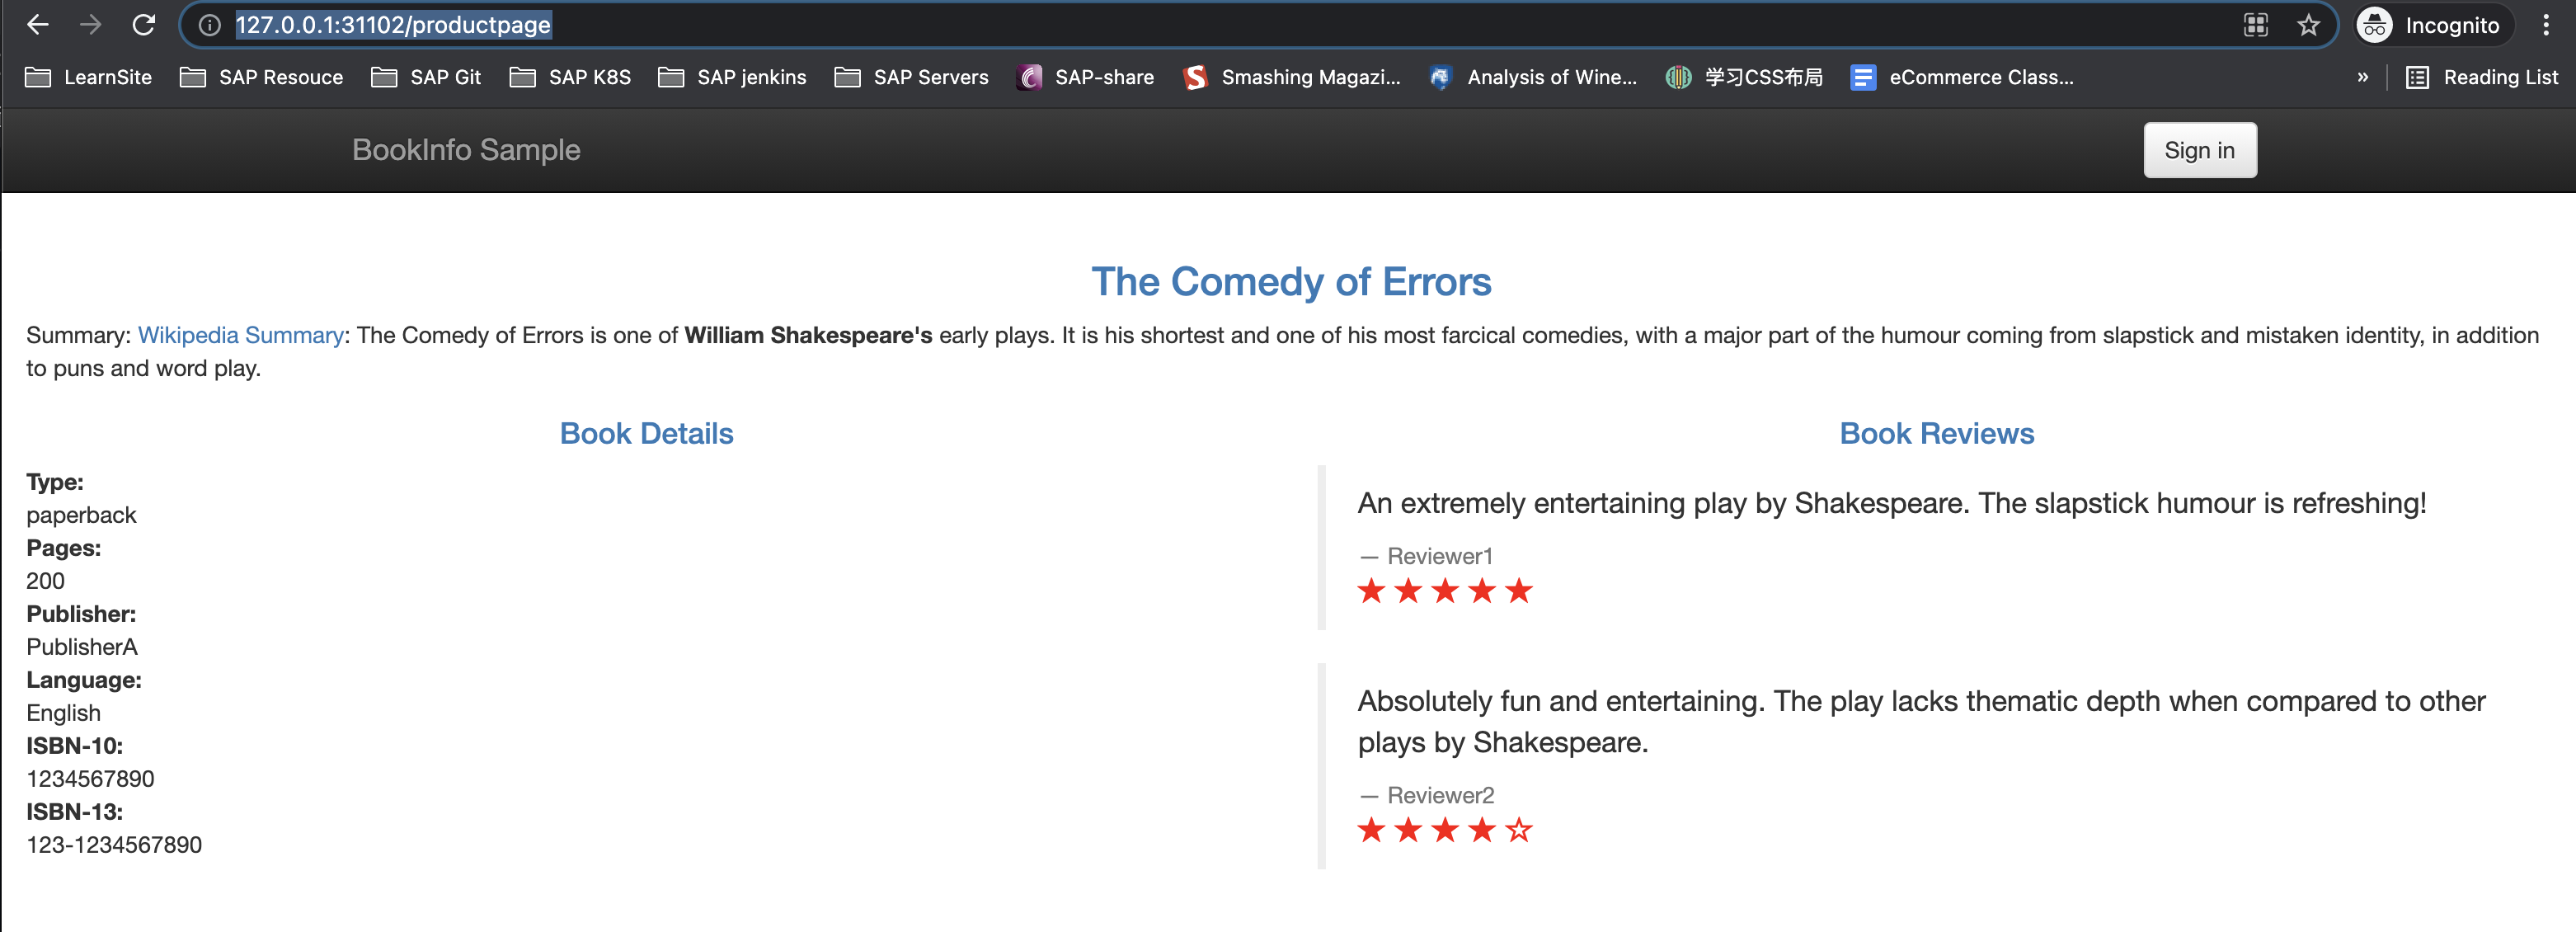 127.0.0.1:31102/productpage
Incognito
LearnSite SAP Resouce SAP Git SAP K8S SAP jenkins SAP Servers SAP-share Smashing Magazi... Analysis of Wine... 学习CSS布局 eCommerce Class... » Reading List
BookInfo Sample
Sign in
The Comedy of Errors
Summary: Wikipedia Summary: The Comedy of Errors is one of William Shakespeare's early plays. It is his shortest and one of his most farcical comedies, with a major part of the humour coming from slapstick and mistaken identity, in addition
to puns and word play.
Book Details
Type:
paperback
Pages:
200
Publisher:
PublisherA
Language:
English
ISBN-10:
1234567890
ISBN-13:
123-1234567890
Book Reviews
An extremely entertaining play by Shakespeare. The slapstick humour is refreshing!
— Reviewer1
Absolutely fun and entertaining. The play lacks thematic depth when compared to other
plays by Shakespeare.
— Reviewer2